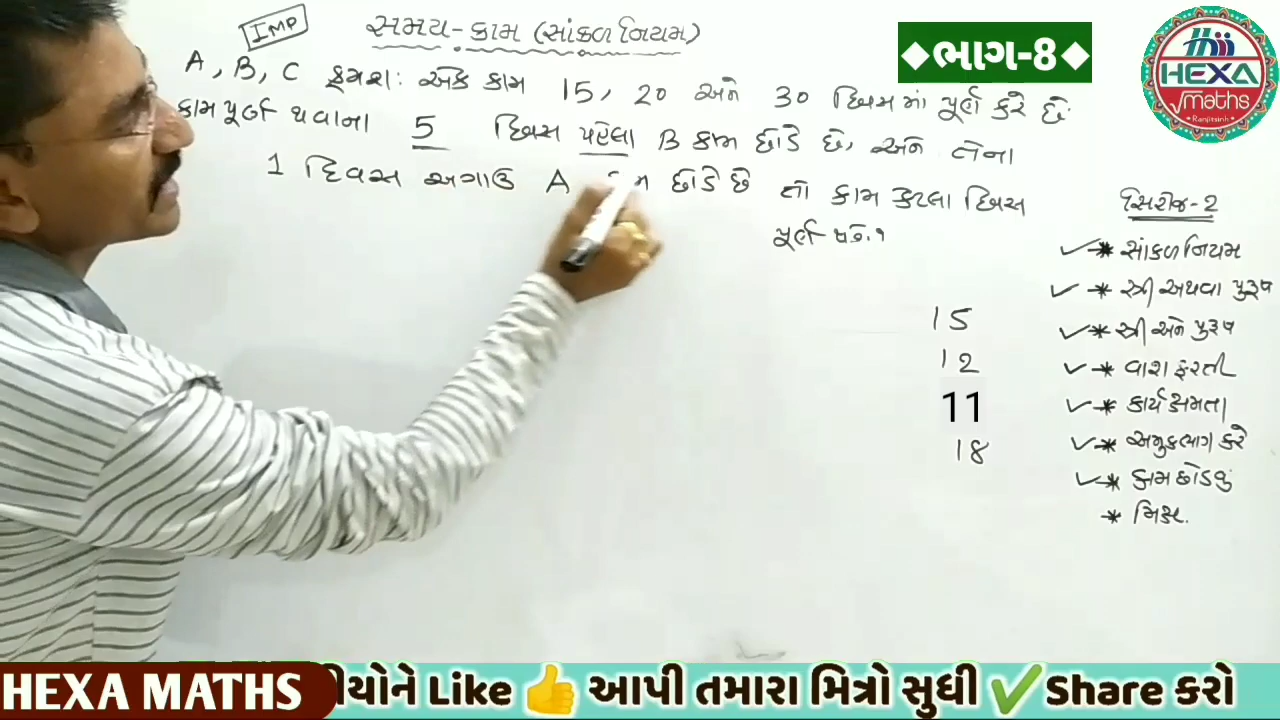 IMP
સમય - કામ (સાંકળ નિયમ)
◆ભાગ-8◆
HEXA
√maths
Ranjitsinh
A, B, C ક્રમશઃ એક કામ 15, 20 અને 30 દિવસ માં પૂર્ણ કરે છે.
કામ પૂર્ણ થવાના 5 દિવસ પહેલા B કામ છોડે છે, અને તેના
1 દિવસ અગાઉ A છોડે છે તો કામ કેટલા દિવસ
પૂર્ણ થશે.?
15
12
11
18
સિરીઝ-2
✓* સાંકળ નિયમ
✓* સ્ત્રી અથવા પુરૂષ
✓* સ્ત્રી અને પુરૂષ
✓* વારા ફરતી
✓* કાર્ય ક્ષમતા
✓* અમુકભાગ કરે
✓* કામ છોડવું
* મિક્ષ.
HEXA MATHS
Like 👍 આપી તમારા મિત્રો સુધી ✅Share કરો